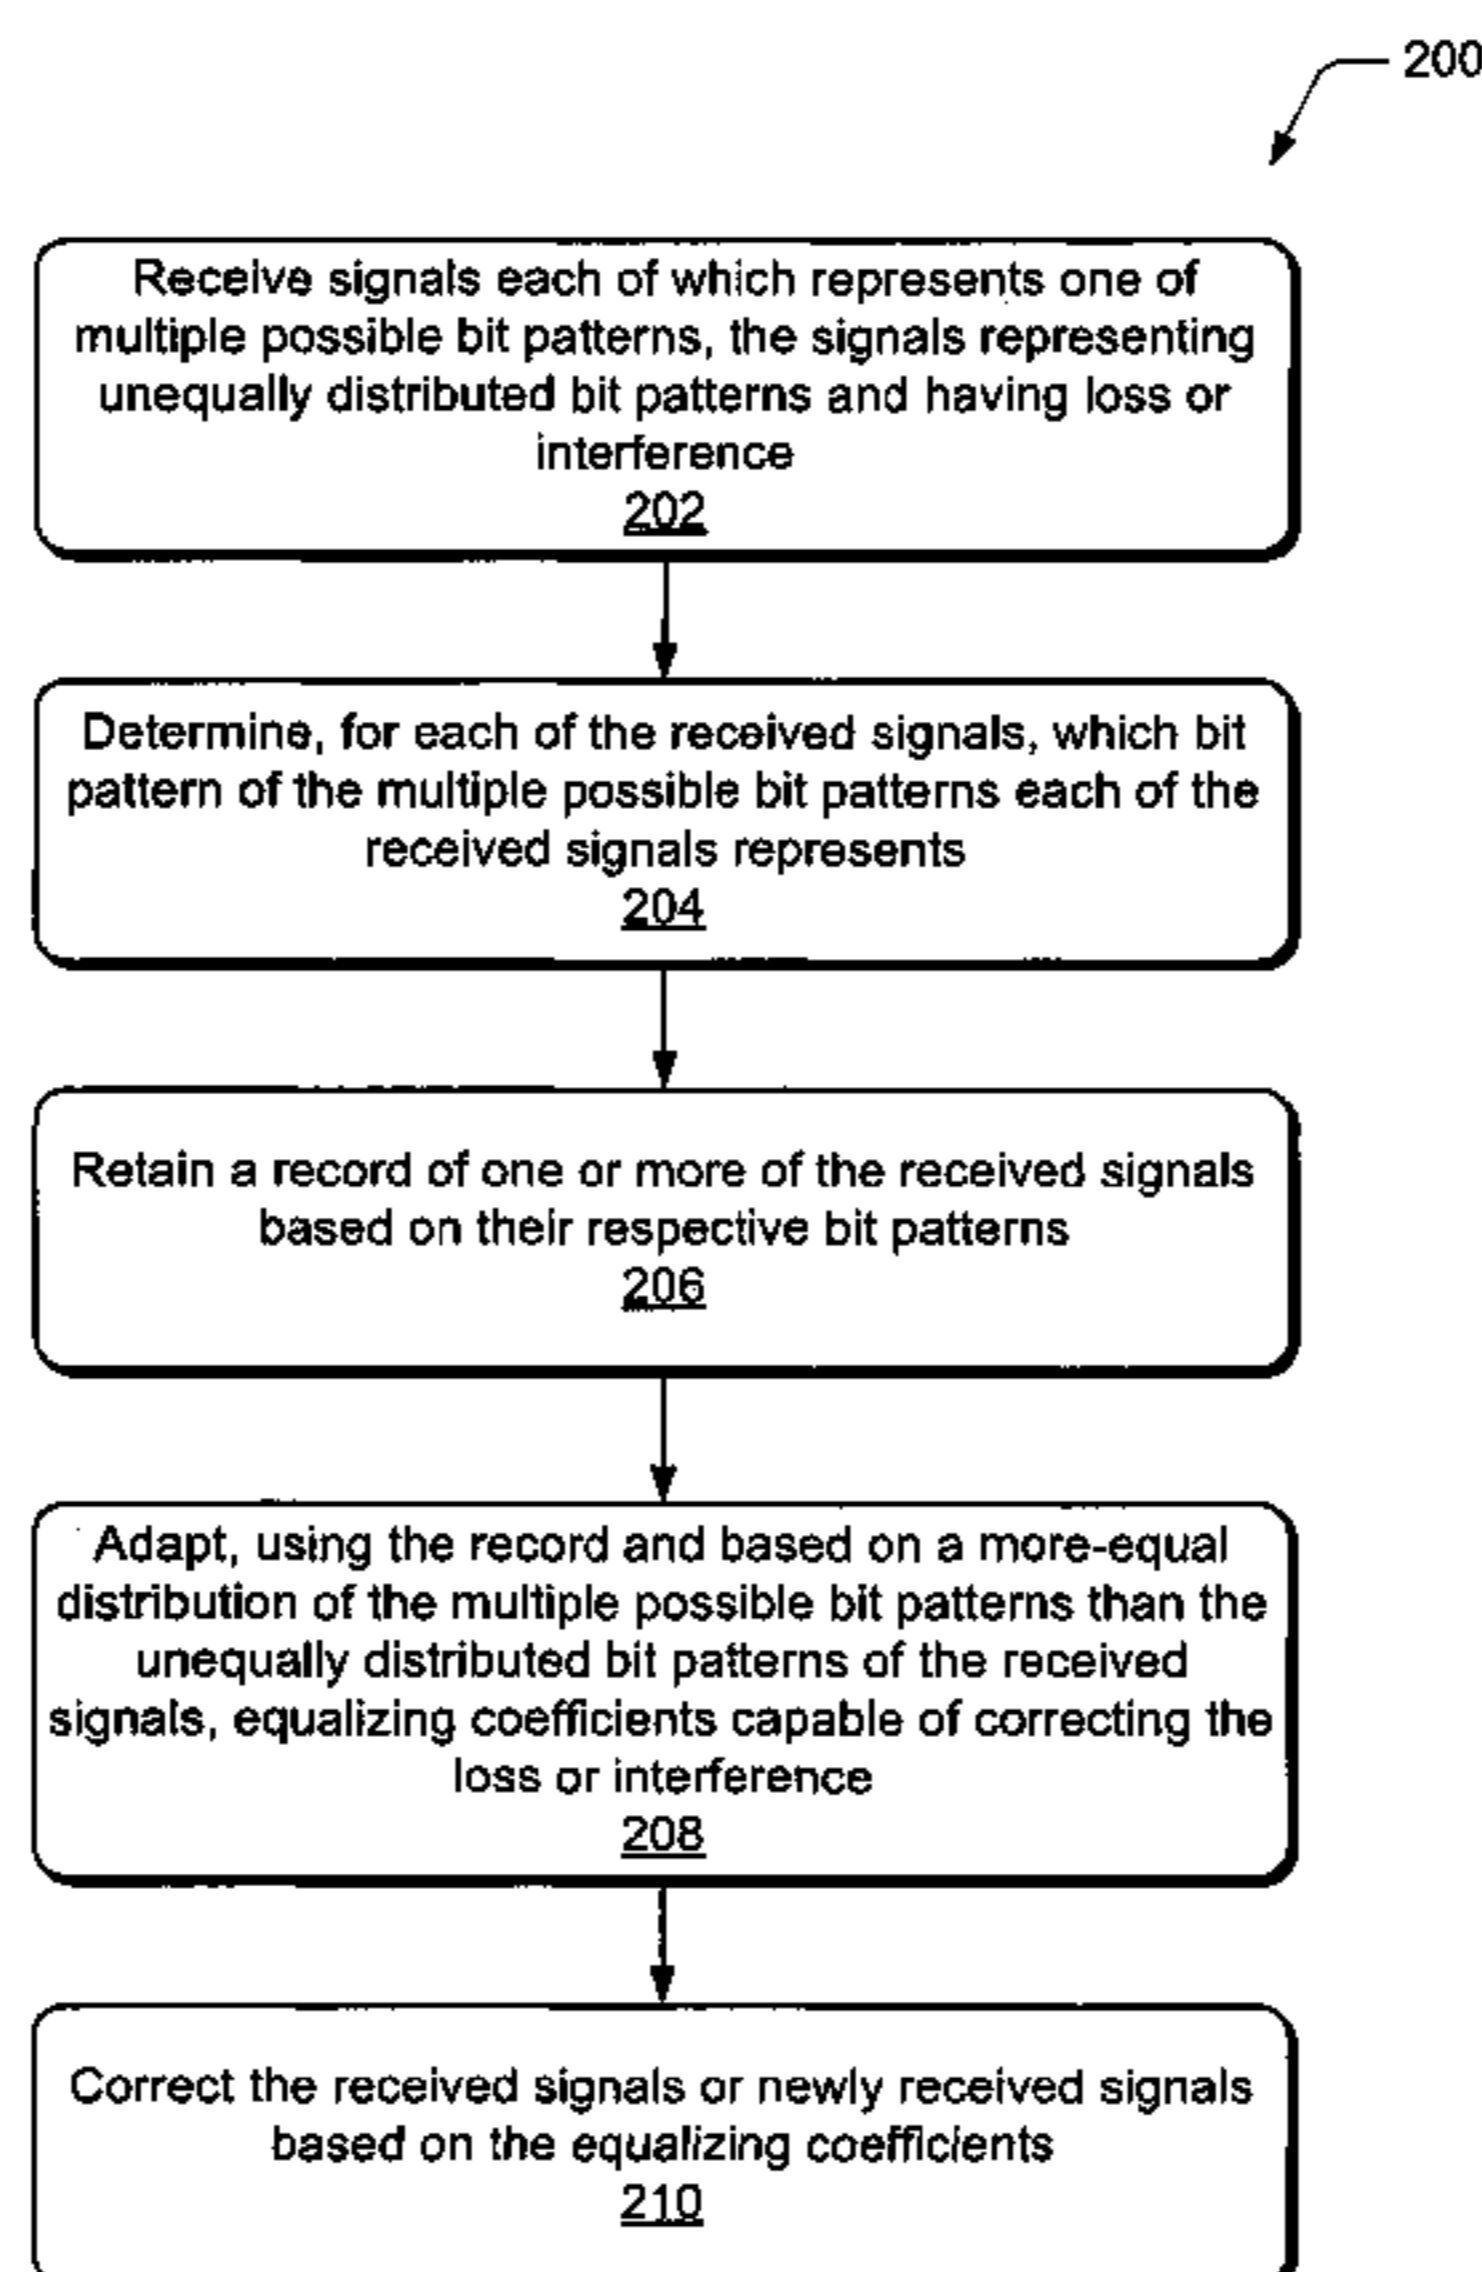 200
Receive signals each of which represents one of
multiple possible bit patterns, the signals representing
unequally distributed bit patterns and having loss or
interference
202
Determine, for each of the received signals, which bit
pattern of the multiple possible bit patterns each of the
received signals represents
204
Retain a record of one or more of the received signals
based on their respective bit patterns
206
Adapt, using the record and based on a more-equal
distribution of the multiple possible bit patterns than the
unequally distributed bit patterns of the received
signals, equalizing coefficients capable of correcting the
loss or interference
208
Correct the received signals or newly received signals
based on the equalizing coefficients
210